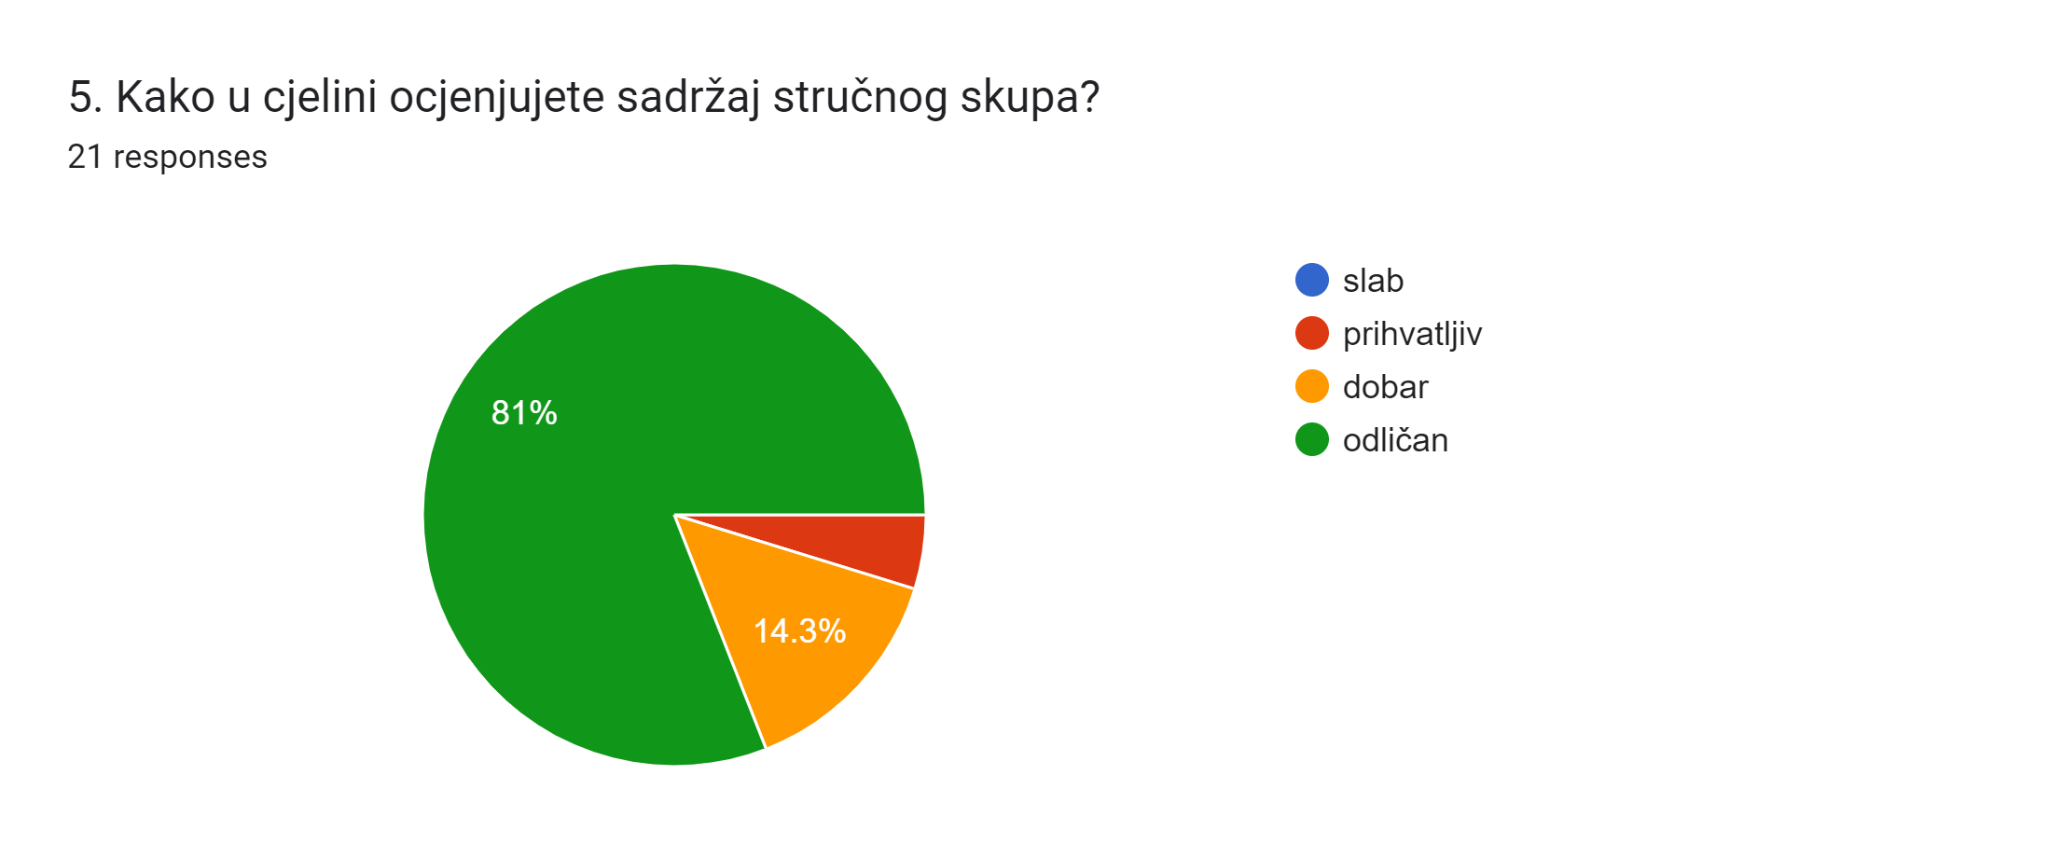 5. Kako u cjelini ocjenjujete sadržaj stručnog skupa?
21 responses
slab
prihvatljiv
dobar
odličan
81%
14.3%